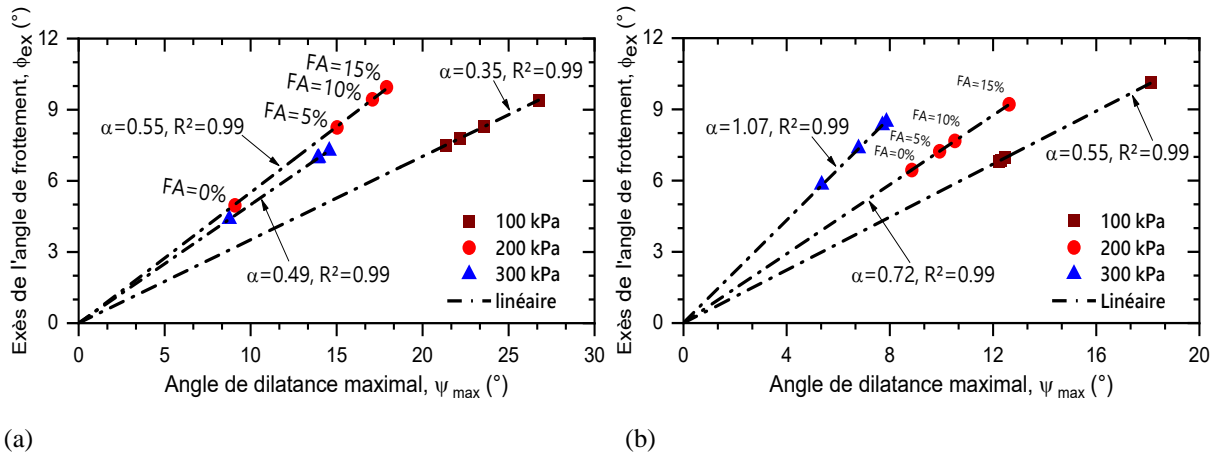 Exès de l'angle de frottement, ϕex (°)
12
9
6
3
0
0
5
10
15
20
25
30
FA=15%
FA=10%
FA=5%
FA=0%
α=0.35, R²=0.99
α=0.55, R²=0.99
α=0.49, R²=0.99
100 kPa
200 kPa
300 kPa
linéaire
Angle de dilatance maximal, ψmax (°)
(a)
Exès de l'angle de frottement, ϕex (°)
12
9
6
3
0
0
4
8
12
16
20
FA=15%
FA=10%
FA=5%
FA=0%
α=1.07, R²=0.99
α=0.55, R²=0.99
α=0.72, R²=0.99
100 kPa
200 kPa
300 kPa
Linéaire
Angle de dilatance maximal, ψmax (°)
(b)